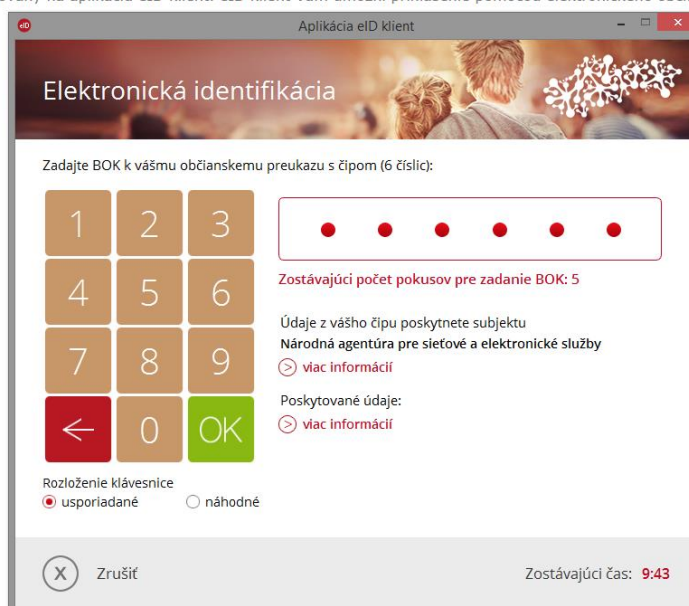 eID
Aplikácia eID klient
Elektronická identifikácia
Zadajte BOK k vášmu občianskemu preukazu s čipom (6 číslic):
1 2 3
4 5 6
7 8 9
0 OK
Zostávajúci počet pokusov pre zadanie BOK: 5
Údaje z vášho čipu poskytnete subjektu
Národná agentúra pre sieťové a elektronické služby
viac informácií
Poskytované údaje:
viac informácií
Rozloženie klávesnice
usporiadané náhodné
X Zrušiť
Zostávajúci čas: 9:43